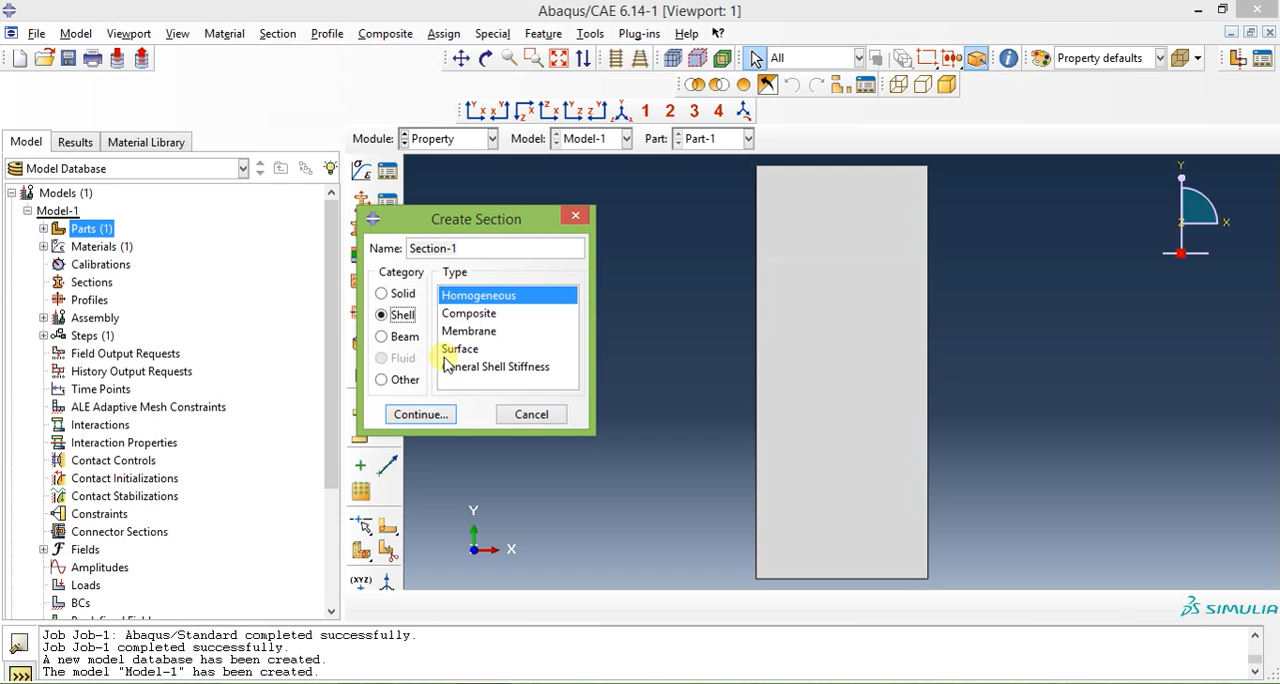 Abaqus/CAE 6.14-1 [Viewport: 1]
File Model Viewport View Material Section Profile Composite Assign Special Feature Tools Plug-ins Help
All Property defaults
1 2 3 4
Model Results Material Library
Module: Property Model: Model-1 Part: Part-1
Model Database
Models (1)
Model-1
Parts (1)
Materials (1)
Calibrations
Sections
Profiles
Assembly
Steps (1)
Field Output Requests
History Output Requests
Time Points
ALE Adaptive Mesh Constraints
Interactions
Interaction Properties
Contact Controls
Contact Initializations
Contact Stabilizations
Constraints
Connector Sections
Fields
Amplitudes
Loads
BCs
Create Section
Name: Section-1
Category Type
Solid
Shell
Beam
Fluid
Other
Homogeneous
Composite
Membrane
Surface
General Shell Stiffness
Continue... Cancel
(XYZ)
Y
X
Y
Z
X
SIMULIA
Job Job-1: Abaqus/Standard completed successfully.
Job Job-1 completed successfully.
A new model database has been created.
The model "Model-1" has been created.
>>>